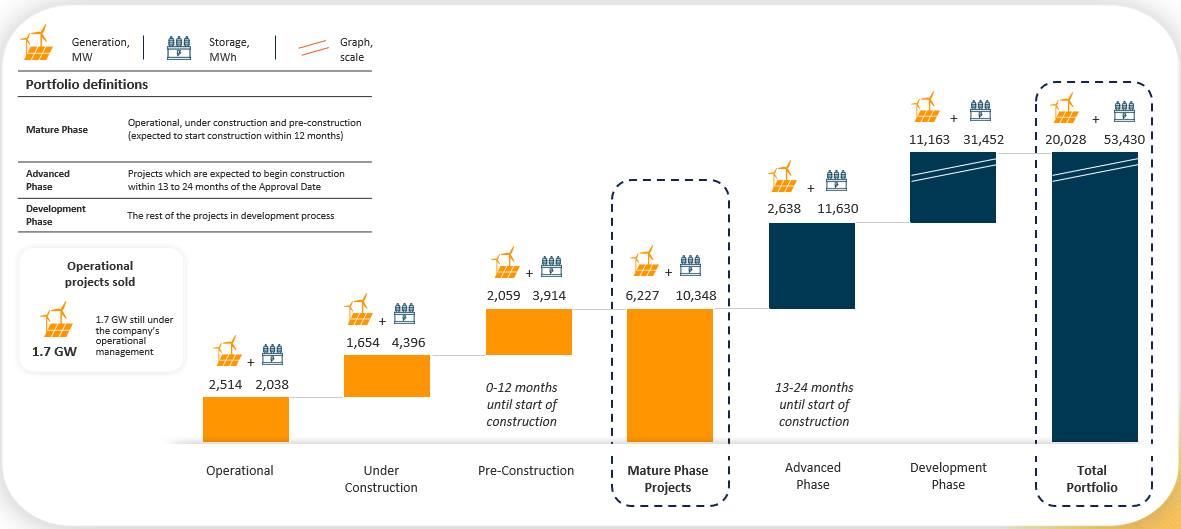 Generation,
MW
Storage,
MWh
Graph,
scale
Portfolio definitions
Mature Phase
Operational, under construction and pre-construction
(expected to start construction within 12 months)
Advanced
Phase
Projects which are expected to begin construction
within 13 to 24 months of the Approval Date
Development
Phase
The rest of the projects in development process
Operational
projects sold
1.7 GW
1.7 GW still under
the company's
operational
management
2,514 + 2,038
1,654 + 4,396
2,059 + 3,914
6,227 + 10,348
2,638 + 11,630
11,163 + 31,452
20,028 + 53,430
0-12 months
until start of
construction
13-24 months
until start of
construction
Operational
Under
Construction
Pre-Construction
Mature Phase
Projects
Advanced
Phase
Development
Phase
Total
Portfolio